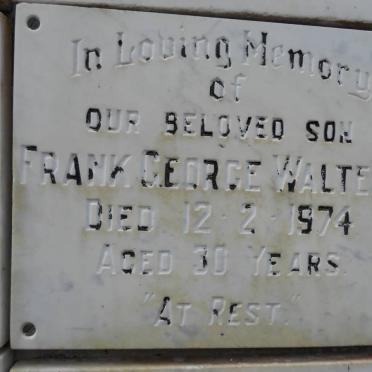 In Loving Memory
of
OUR BELOVED SON
FRANK GEORGE WALTE
DIED 12-2-1974
AGED 30 YEARS.
"AT REST."